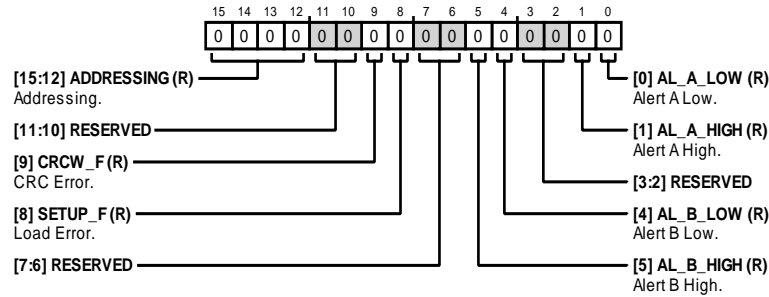 15 14 13 12 11 10 9 8 7 6 5 4 3 2 1 0
0 0 0 0 0 0 0 0 0 0 0 0 0 0 0 0
[15:12] ADDRESSING (R)
Addressing.
[11:10] RESERVED
[9] CRCW_F (R)
CRC Error.
[8] SETUP_F (R)
Load Error.
[7:6] RESERVED
[0] AL_A_LOW (R)
Alert A Low.
[1] AL_A_HIGH (R)
Alert A High.
[3:2] RESERVED
[4] AL_B_LOW (R)
Alert B Low.
[5] AL_B_HIGH (R)
Alert B High.